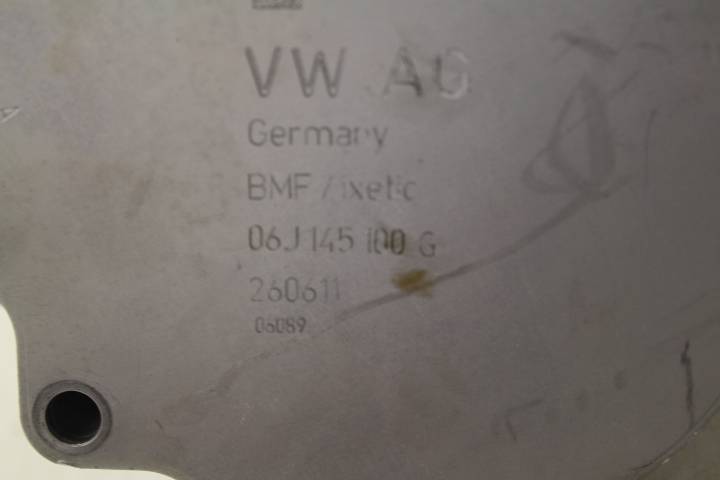 VW AG
Germany
BMF / ixetic
06J 145 100 G
260611
06089